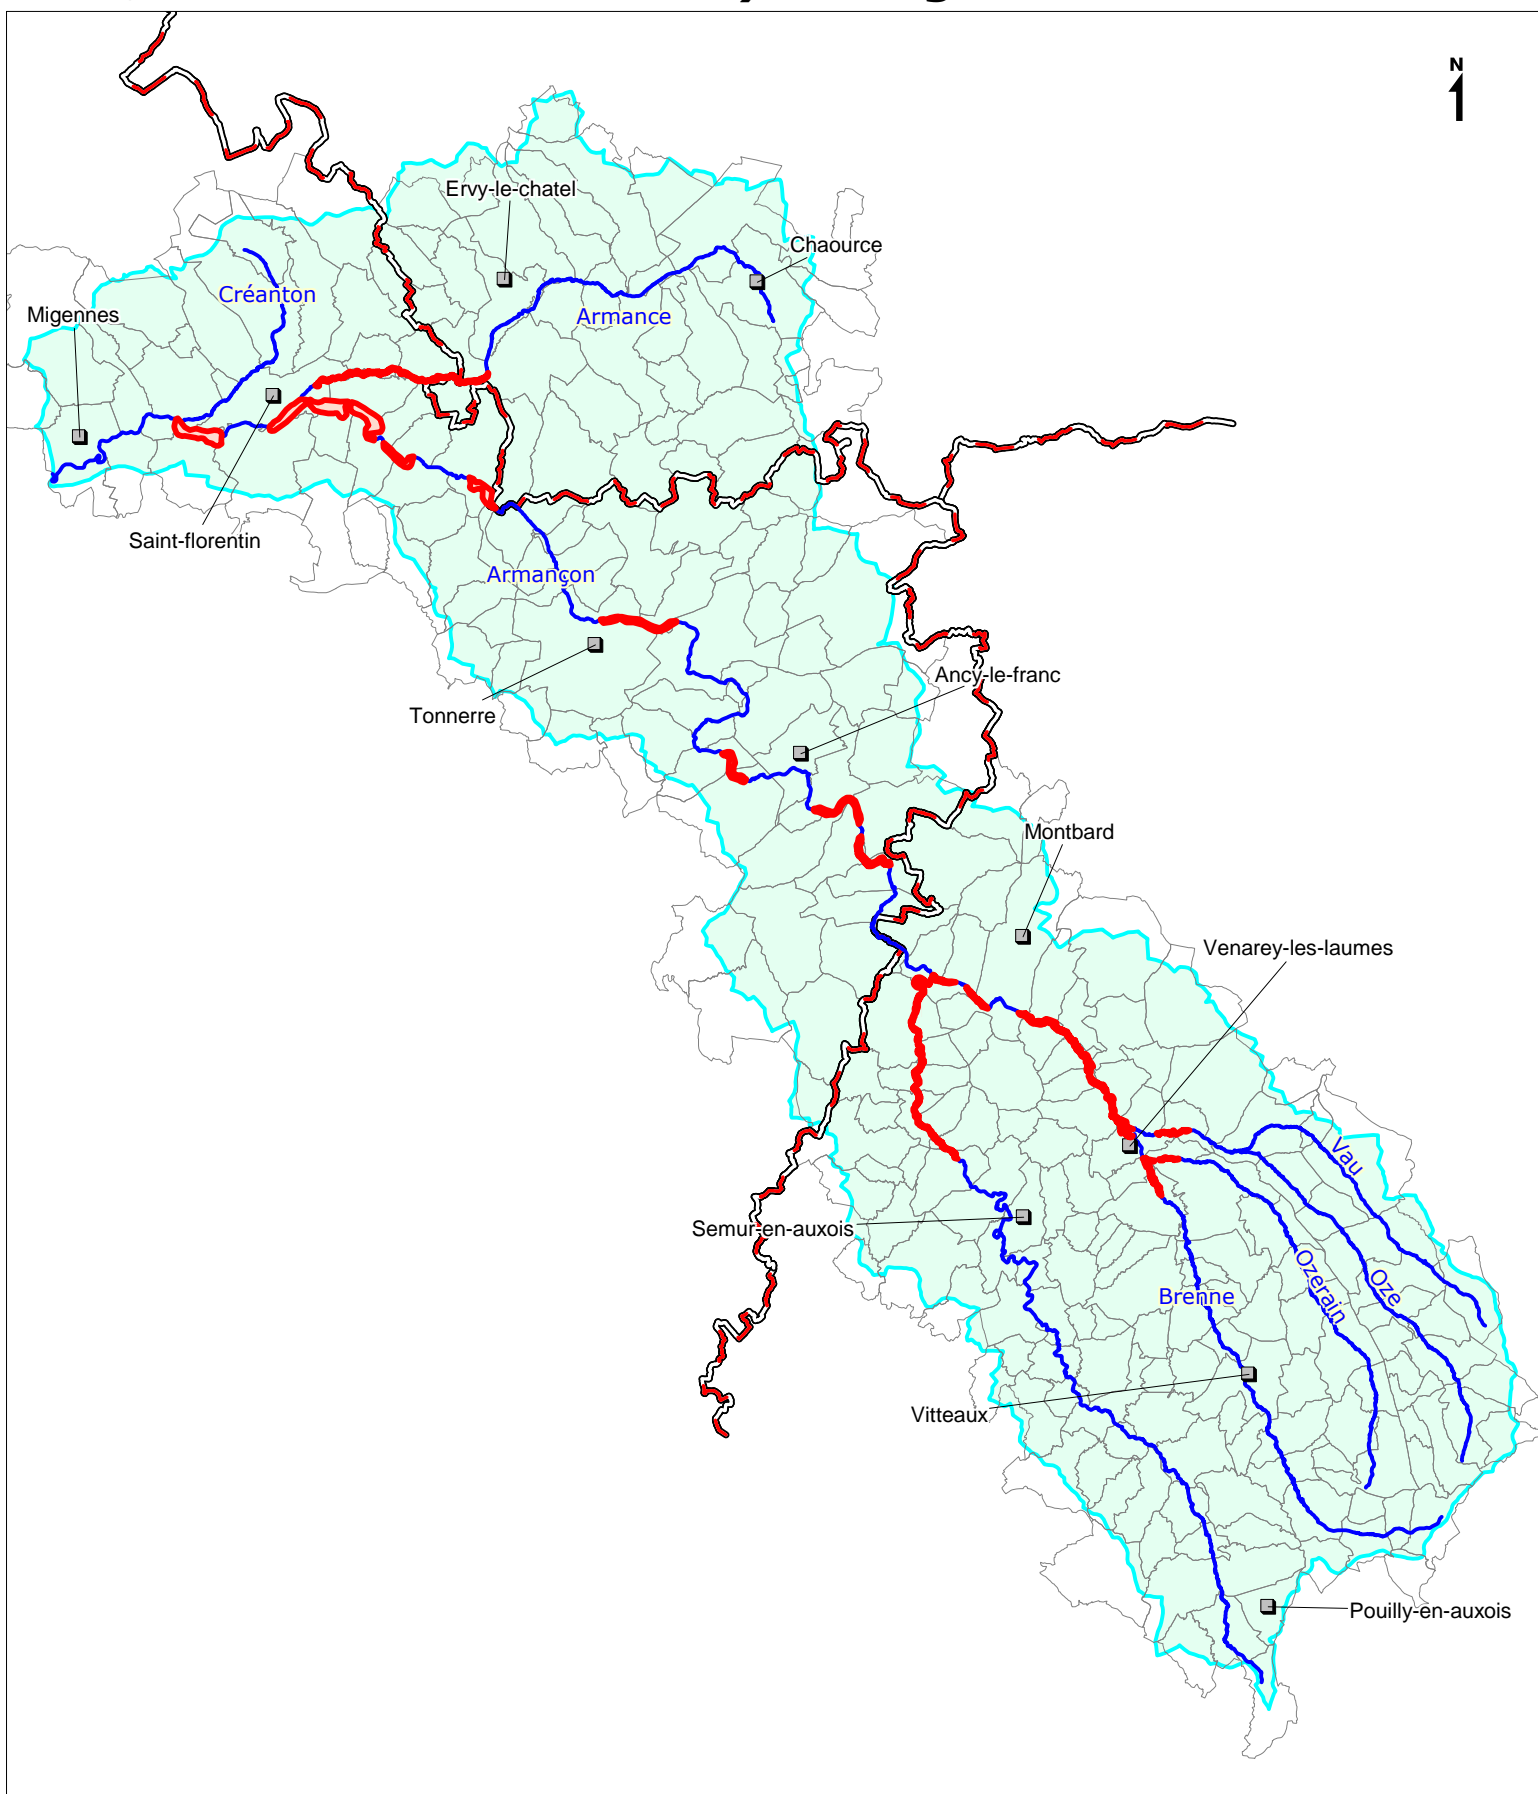 N
Ervy-le-chatel
Chaource
Créanton
Armance
Migennes
Saint-florentin
Armançon
Ancy-le-franc
Tonnerre
Montbard
Venarey-les-laumes
Vau
Semur-en-auxois
Ozerain
Oze
Brenne
Vitteaux
Pouilly-en-auxois